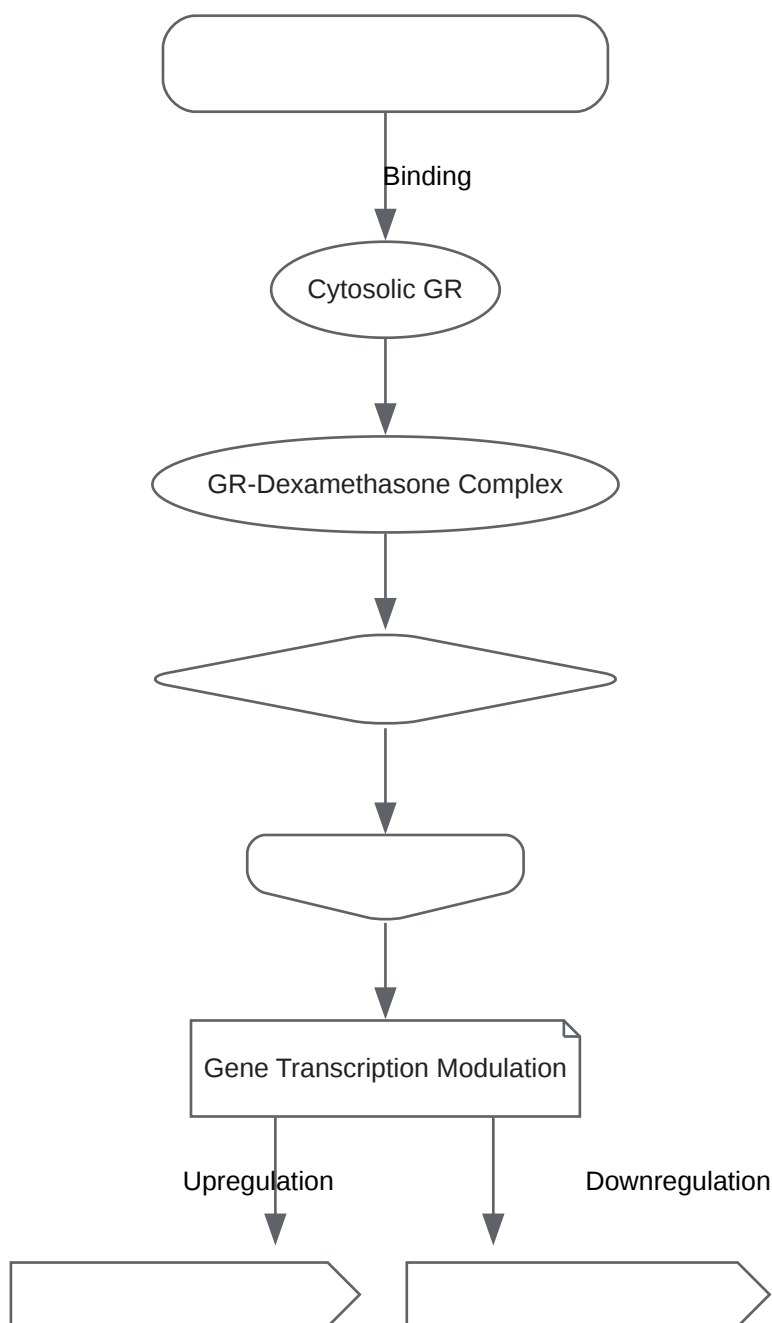 Binding
Cytosolic GR
GR-Dexamethasone Complex
Gene Transcription Modulation
Upregulation
Downregulation